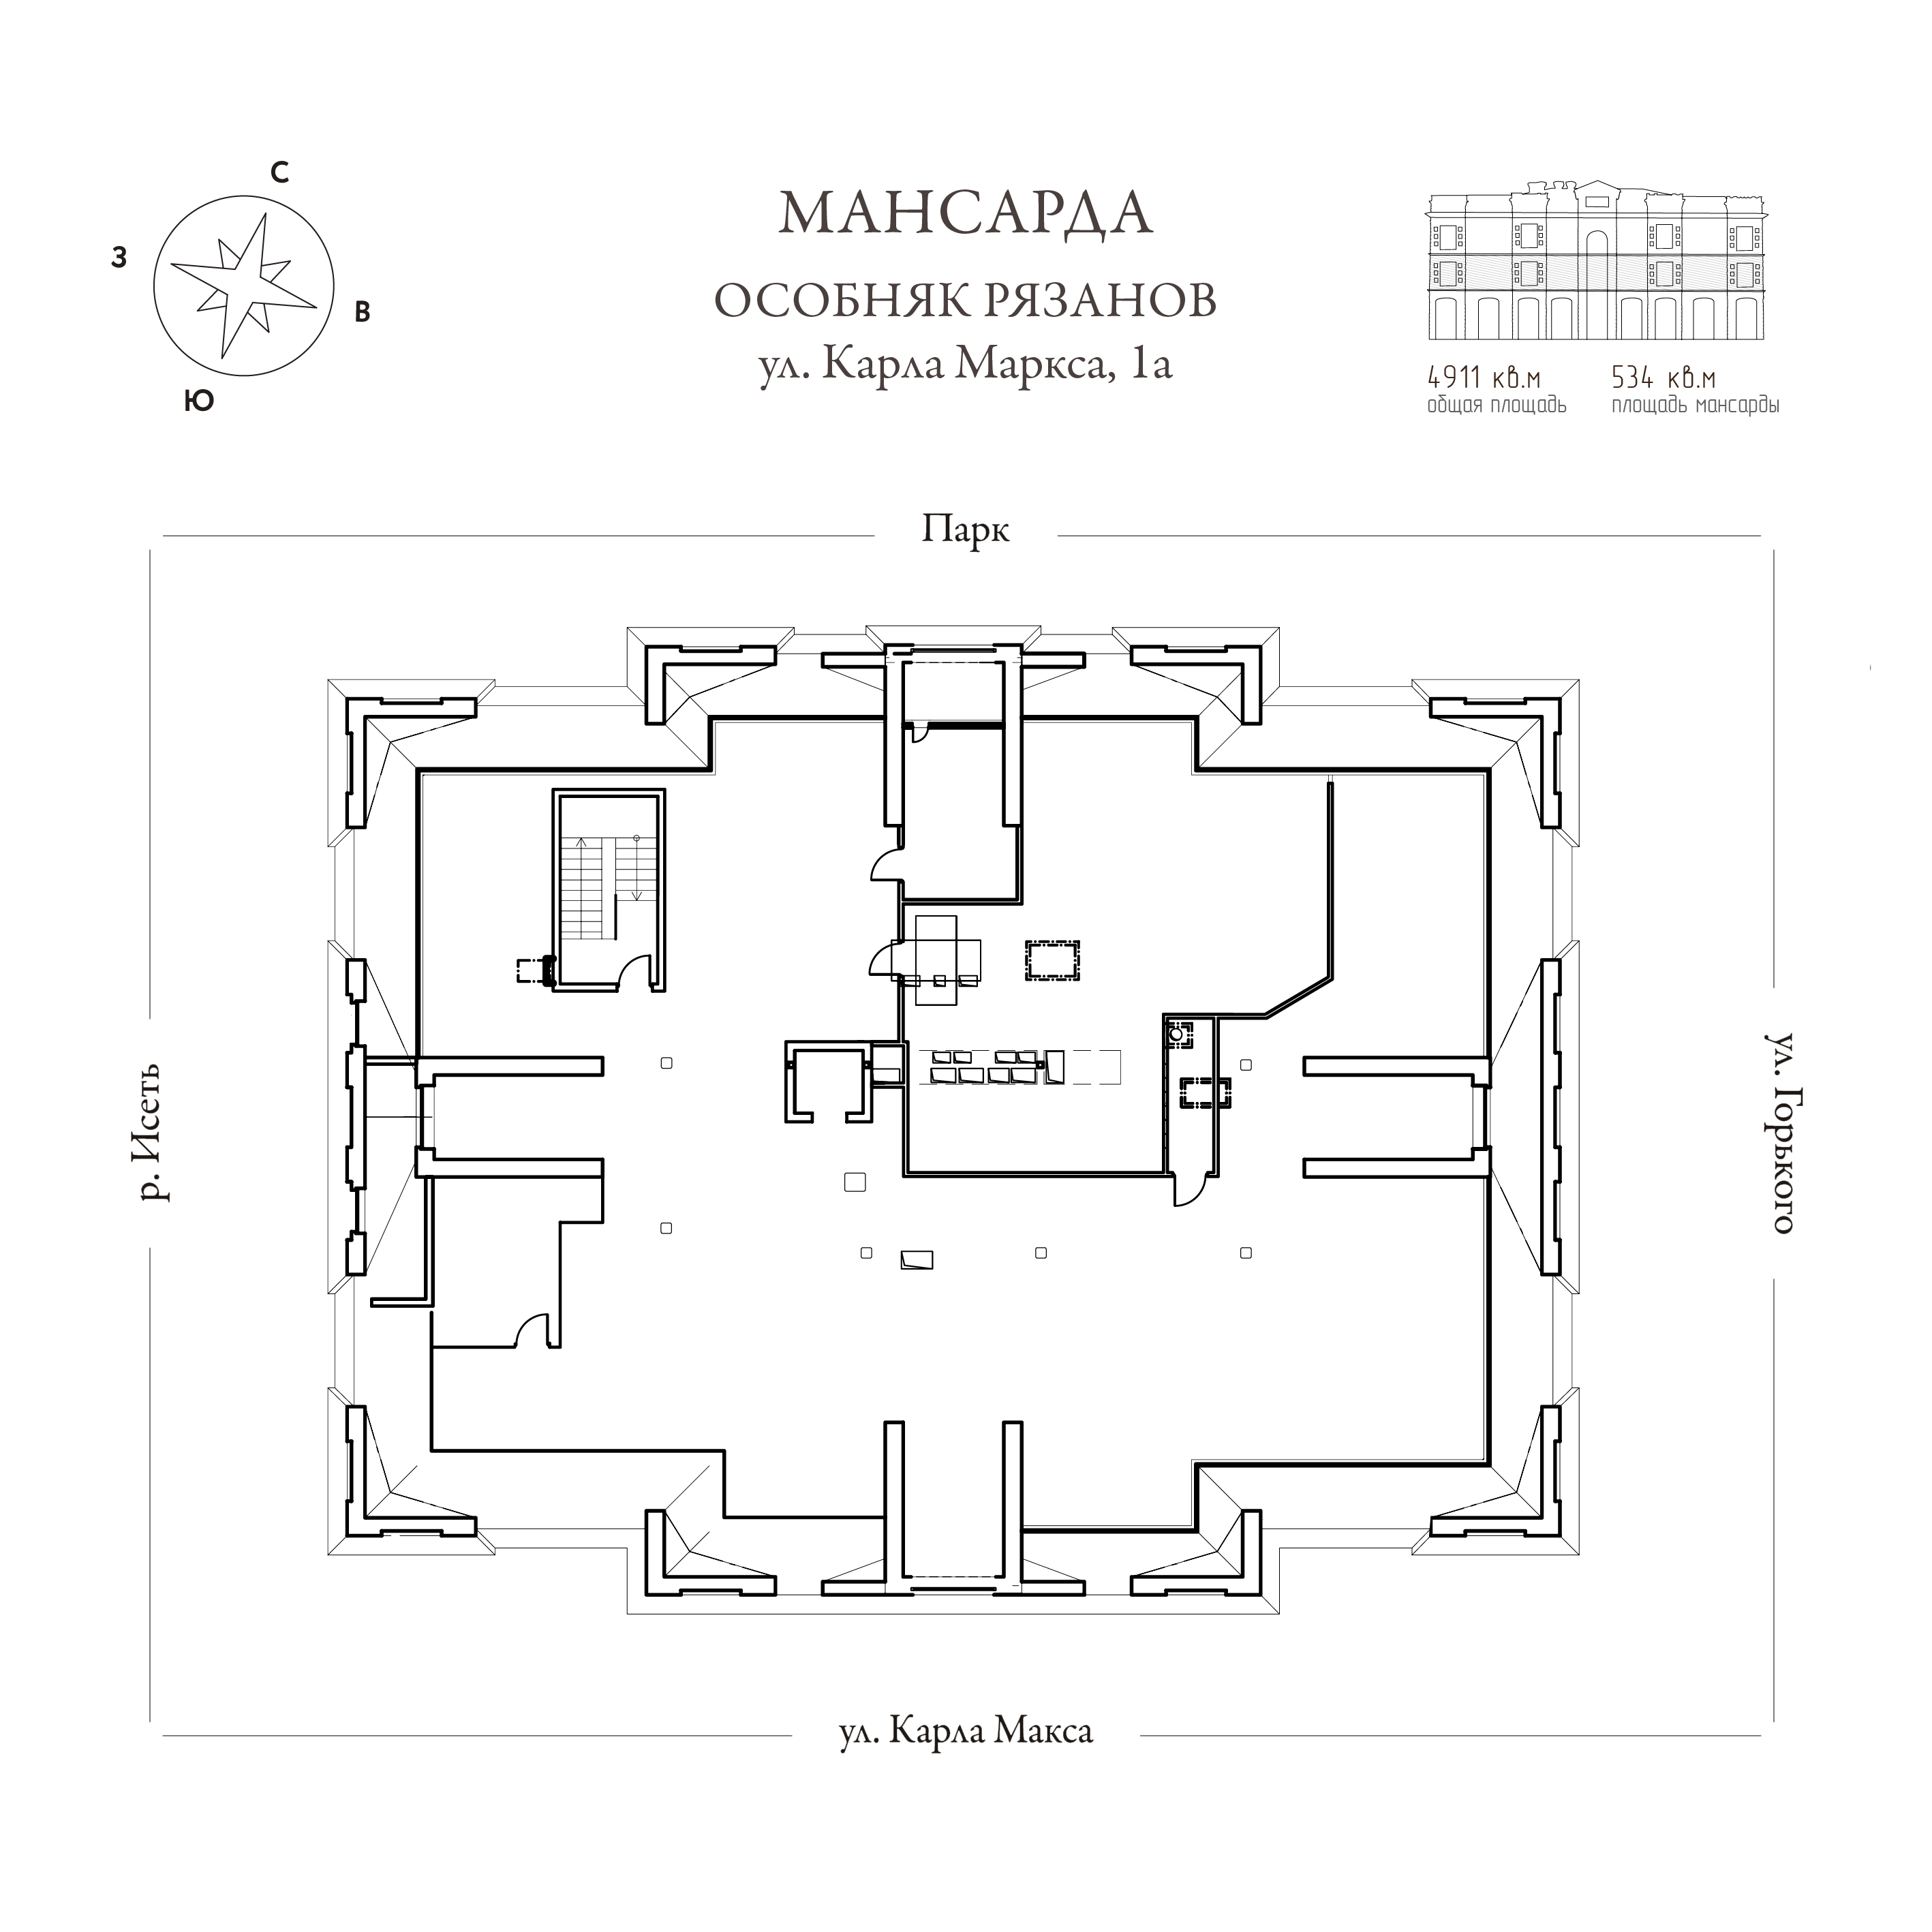 С
З
В
Ю
МАНСАРДА
ОСОБНЯК РЯЗАНОВ
ул. Карла Маркса, 1а
4911 кв.м
общая площадь
534 кв.м
площадь мансарды
Парк
р. Исеть
ул. Горького
ул. Карла Макса